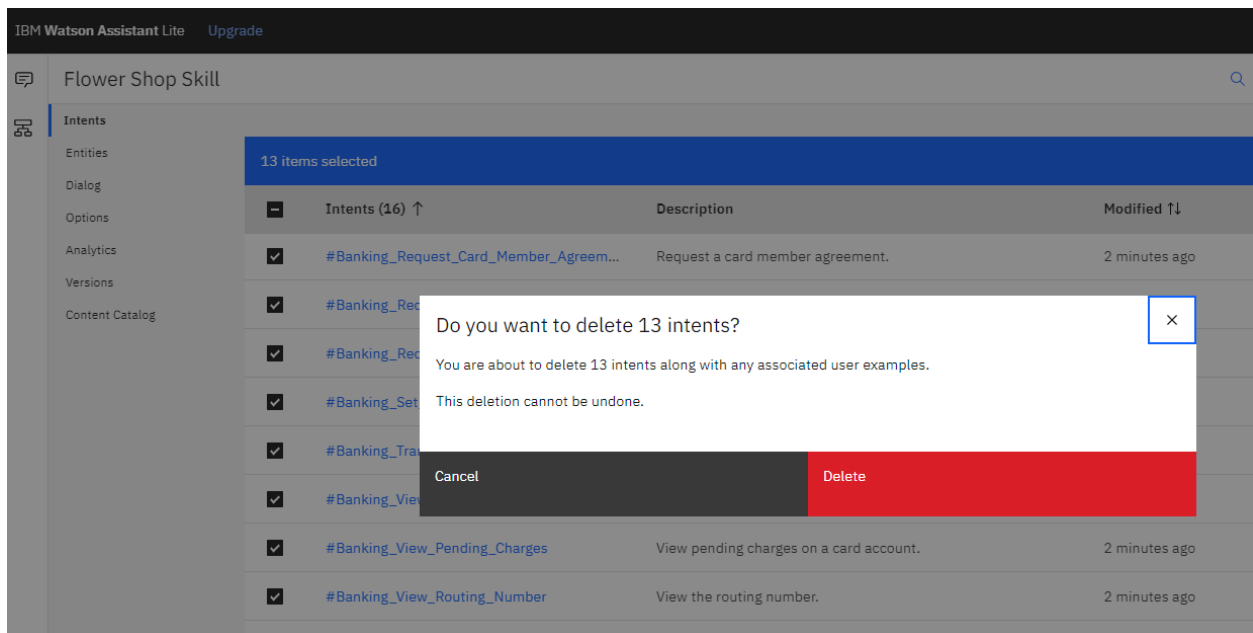 IBM Watson Assistant Lite Upgrade
Flower Shop Skill
Intents
Entities
Dialog
Options
Analytics
Versions
Content Catalog
13 items selected
Intents (16) ↑ Description Modified ↑↓
#Banking_Request_Card_Member_Agreem... Request a card member agreement. 2 minutes ago
#Banking_Rec
#Banking_Rec
#Banking_Set_
#Banking_Tra
#Banking_Vie
Do you want to delete 13 intents?
You are about to delete 13 intents along with any associated user examples.
This deletion cannot be undone.
Cancel Delete
#Banking_View_Pending_Charges View pending charges on a card account. 2 minutes ago
#Banking_View_Routing_Number View the routing number. 2 minutes ago